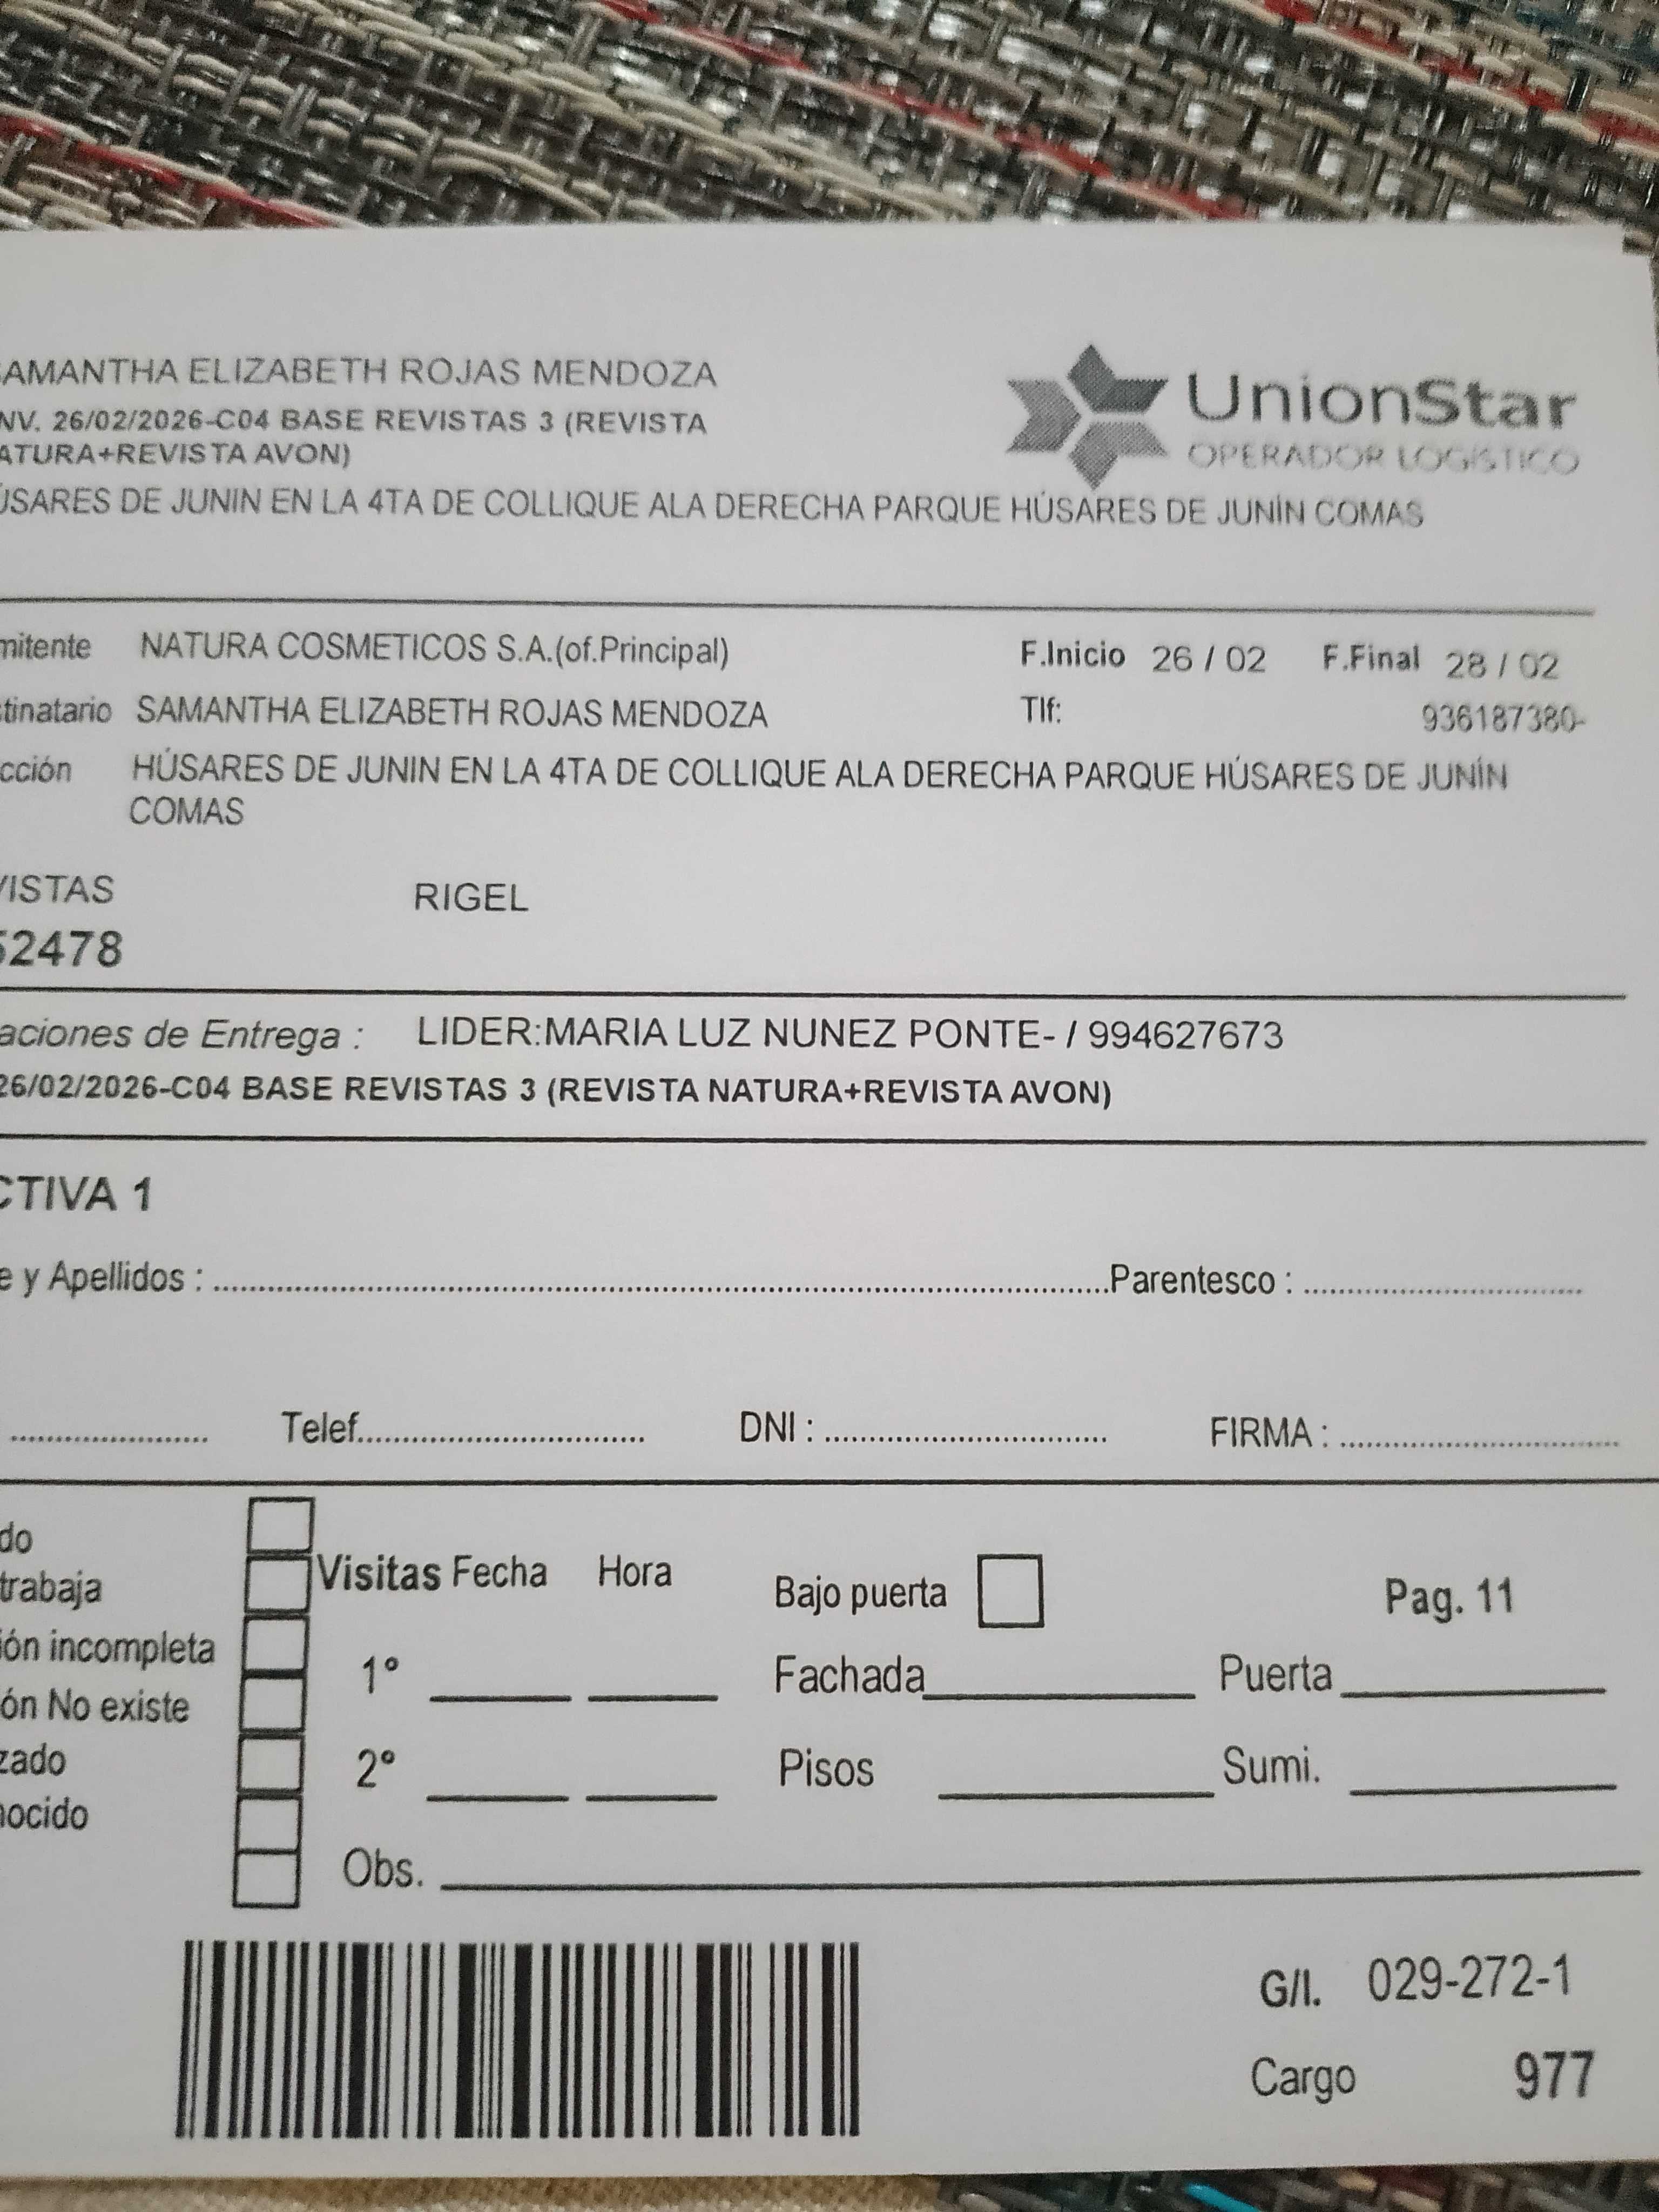 SAMANTHA ELIZABETH ROJAS MENDOZA
NV. 26/02/2026-C04 BASE REVISTAS 3 (REVISTA
ATURA+REVISTA AVON)
UnionStar
OPERADOR LOGÍSTICO
ÚSARES DE JUNIN EN LA 4TA DE COLLIQUE ALA DERECHA PARQUE HÚSARES DE JUNÍN COMAS
mitente NATURA COSMETICOS S.A.(of.Principal) F.Inicio 26 / 02 F.Final 28 / 02
tinatario SAMANTHA ELIZABETH ROJAS MENDOZA Tlf: 936187380-
cción HÚSARES DE JUNIN EN LA 4TA DE COLLIQUE ALA DERECHA PARQUE HÚSARES DE JUNÍN
COMAS
VISTAS RIGEL
52478
aciones de Entrega : LIDER:MARIA LUZ NUNEZ PONTE- / 994627673
26/02/2026-C04 BASE REVISTAS 3 (REVISTA NATURA+REVISTA AVON)
CTIVA 1
e y Apellidos : Parentesco :
Telef. DNI : FIRMA :
do
trabaja Visitas Fecha Hora Bajo puerta Pag. 11
ión incompleta 1° Fachada Puerta
ón No existe
zado 2° Pisos Sumi.
nocido
Obs.
G/I. 029-272-1
Cargo 977